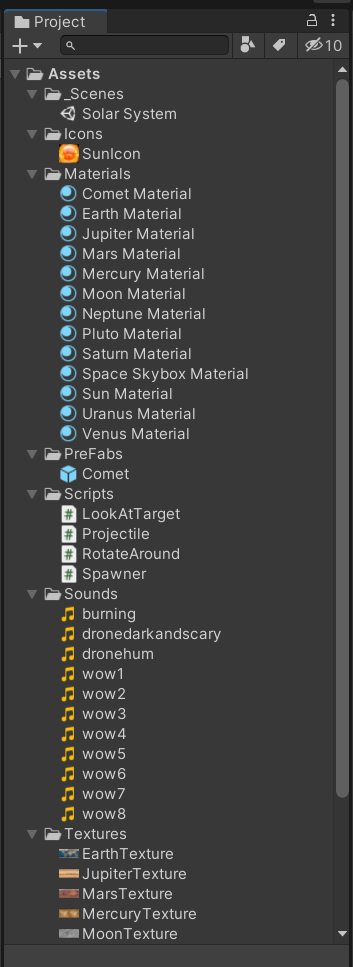 Project
10
Assets
_Scenes
Solar System
Icons
SunIcon
Materials
Comet Material
Earth Material
Jupiter Material
Mars Material
Mercury Material
Moon Material
Neptune Material
Pluto Material
Saturn Material
Space Skybox Material
Sun Material
Uranus Material
Venus Material
PreFabs
Comet
Scripts
# LookAtTarget
# Projectile
# RotateAround
# Spawner
Sounds
burning
dronedarkandscary
dronehum
wow1
wow2
wow3
wow4
wow5
wow6
wow7
wow8
Textures
EarthTexture
JupiterTexture
MarsTexture
MercuryTexture
MoonTexture